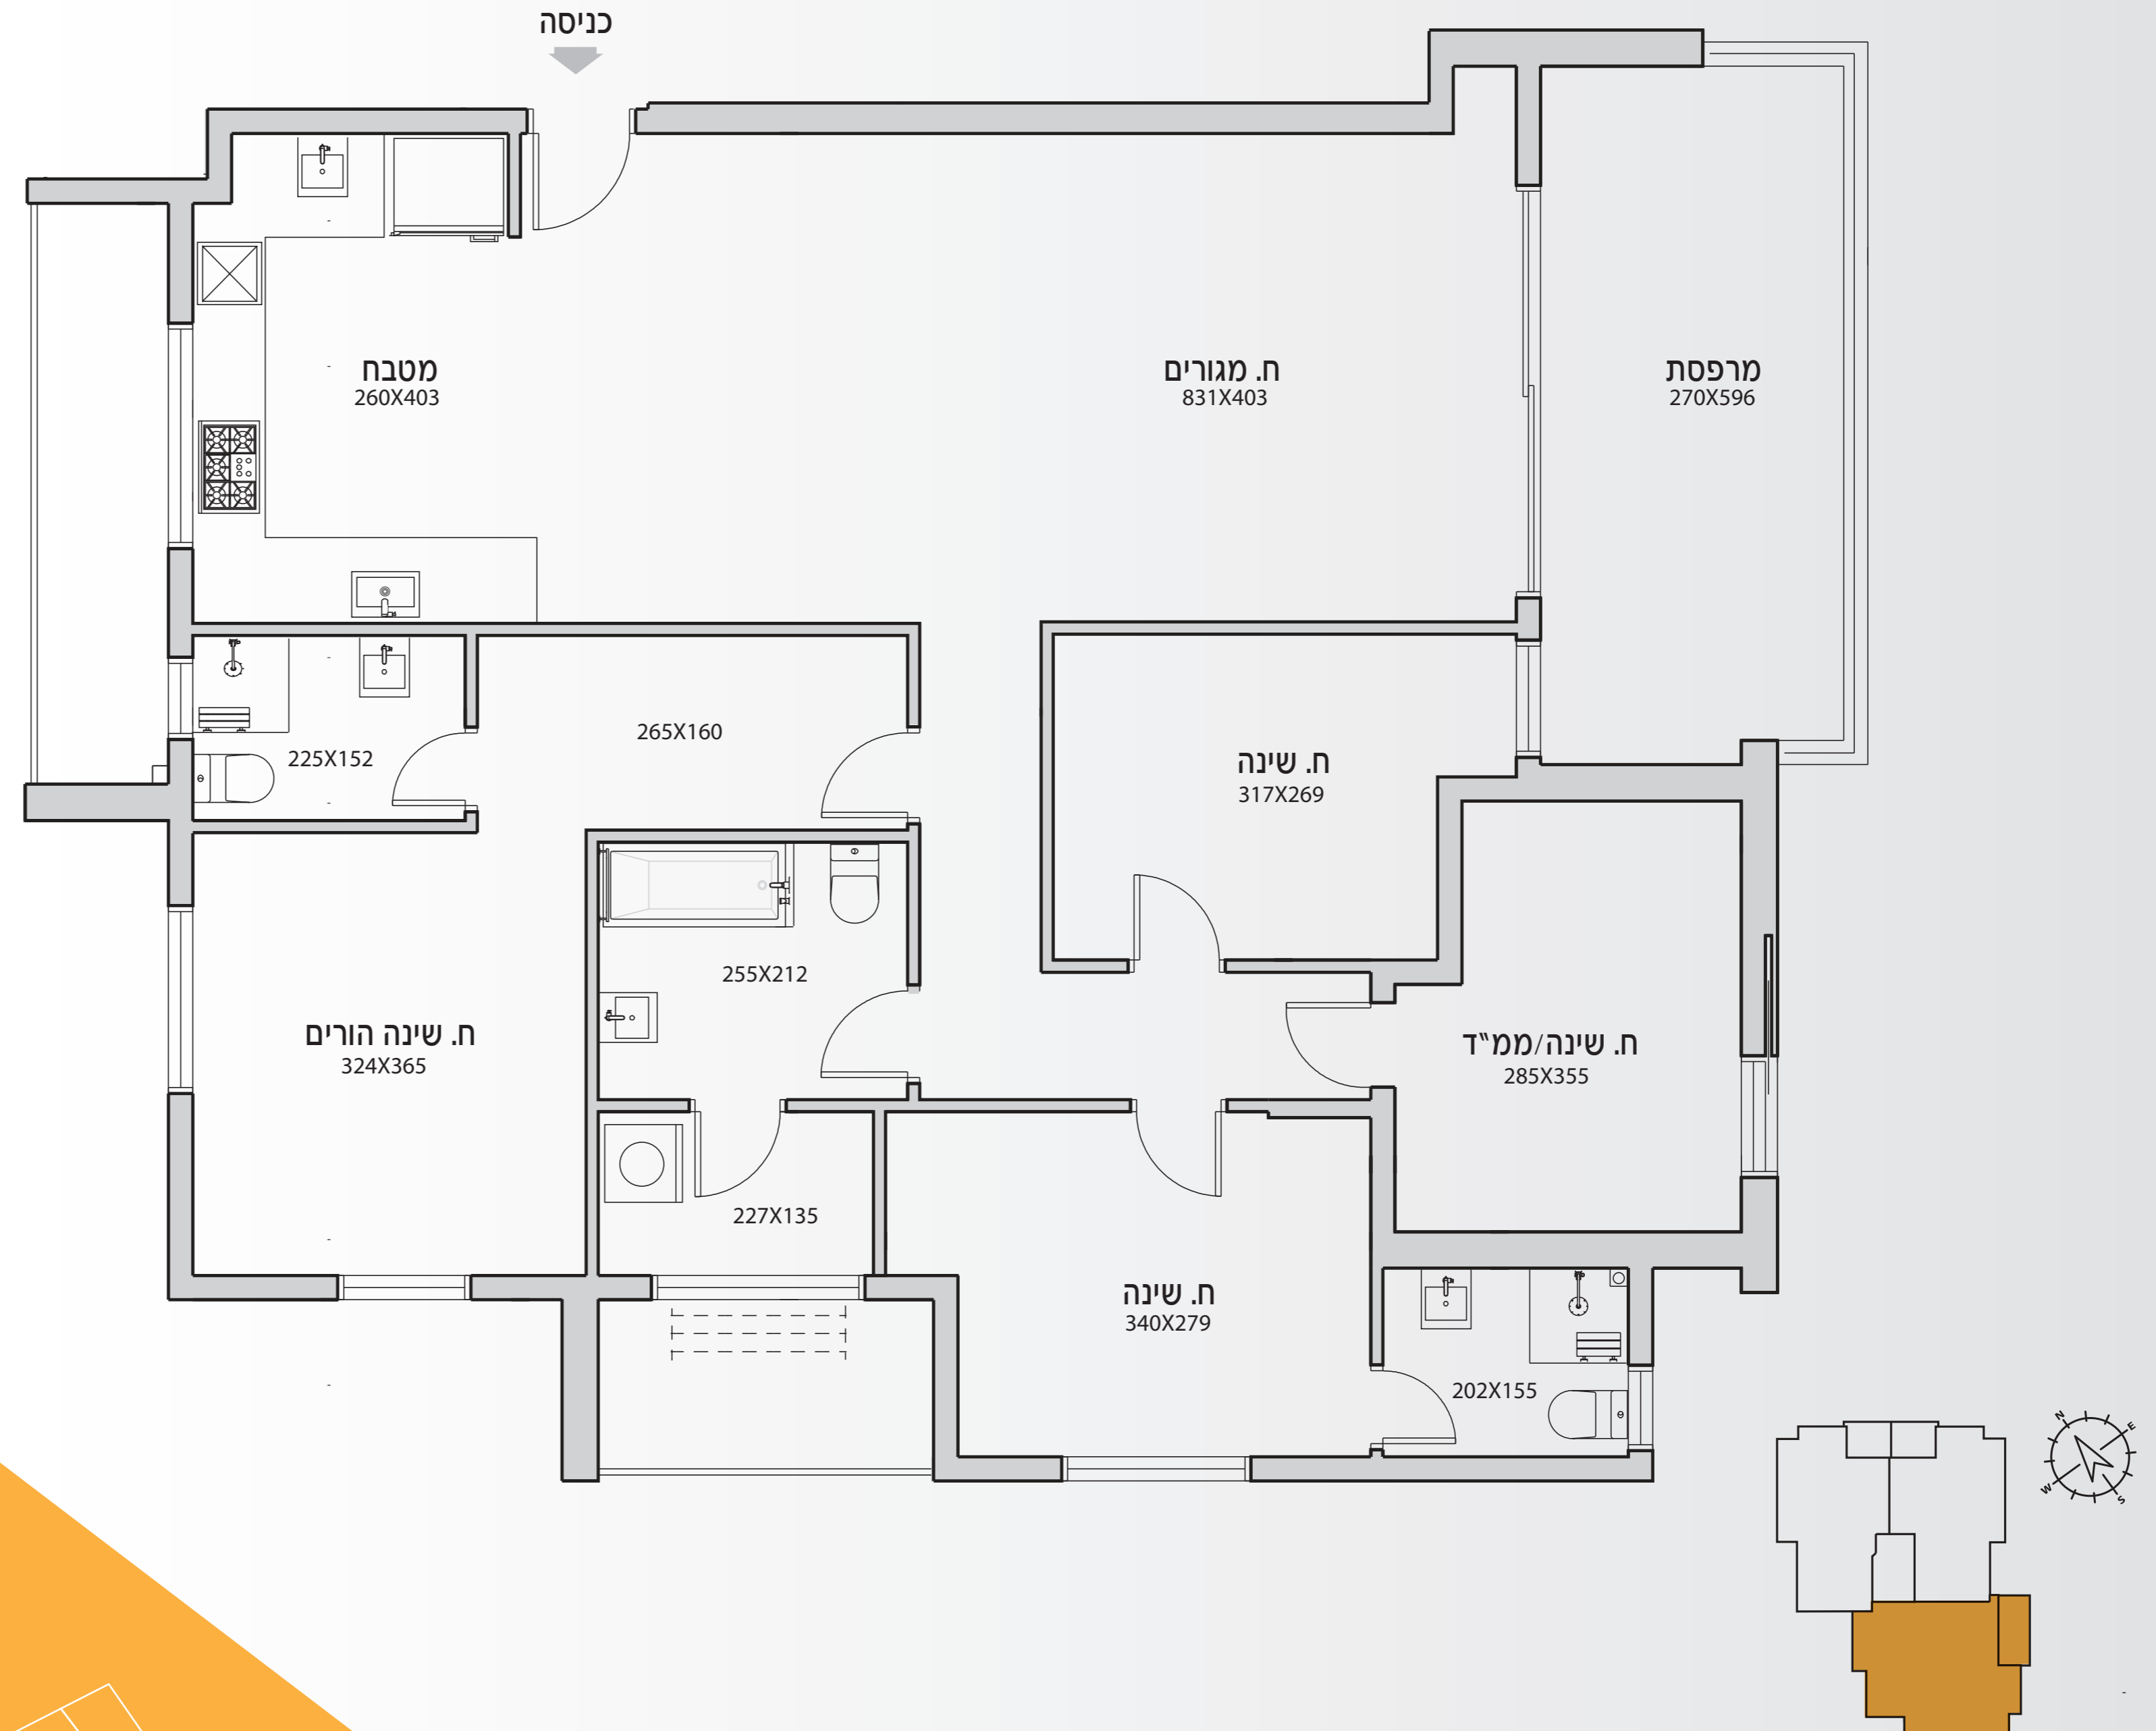 כניסה
מטבח
260X403
ח. מגורים
831X403
מרפסת
270X596
225X152
265X160
ח. שינה
317X269
255X212
ח. שינה הורים
324X365
ח. שינה/ממ"ד
285X355
227X135
ח. שינה
340X279
202X155
N
E
W
S